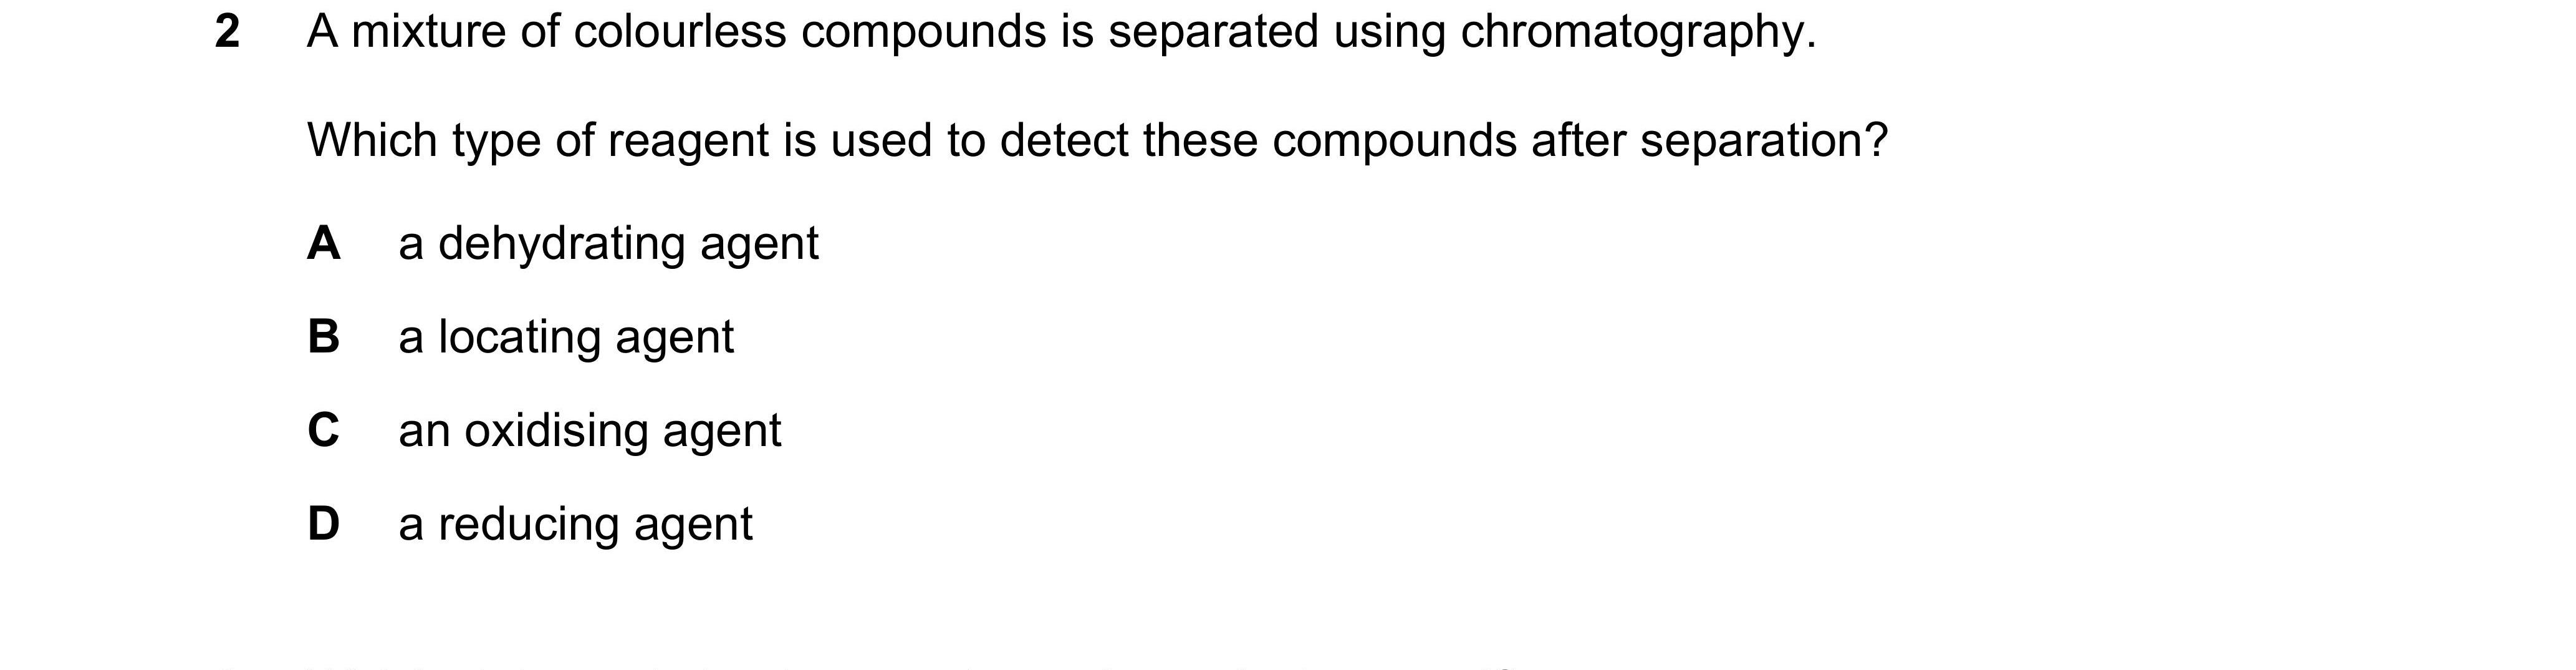 2 A mixture of colourless compounds is separated using chromatography.
Which type of reagent is used to detect these compounds after separation?
A a dehydrating agent
B a locating agent
C an oxidising agent
D a reducing agent